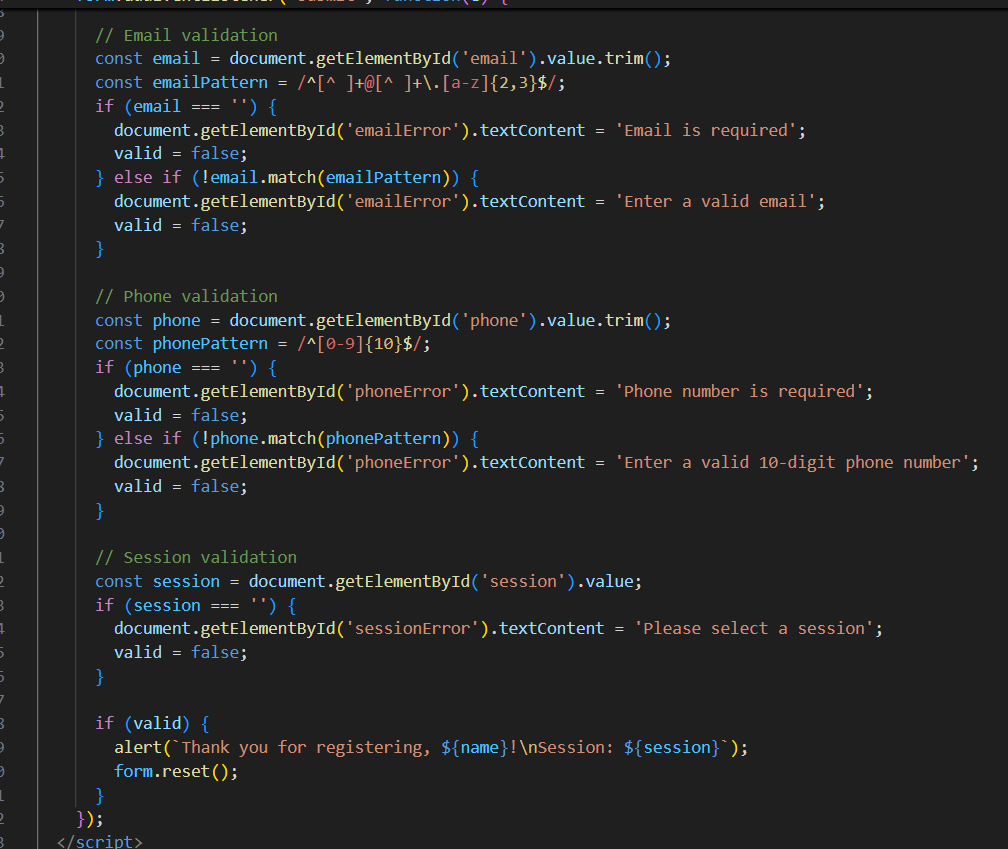 // Email validation
const email = document.getElementById('email').value.trim();
const emailPattern = /^[^ ]+@[^ ]+\.[a-z]{2,3}$/;
if (email === '') {
document.getElementById('emailError').textContent = 'Email is required';
valid = false;
} else if (!email.match(emailPattern)) {
document.getElementById('emailError').textContent = 'Enter a valid email';
valid = false;
}
// Phone validation
const phone = document.getElementById('phone').value.trim();
const phonePattern = /^[0-9]{10}$/;
if (phone === '') {
document.getElementById('phoneError').textContent = 'Phone number is required';
valid = false;
} else if (!phone.match(phonePattern)) {
document.getElementById('phoneError').textContent = 'Enter a valid 10-digit phone number';
valid = false;
}
// Session validation
const session = document.getElementById('session').value;
if (session === '') {
document.getElementById('sessionError').textContent = 'Please select a session';
valid = false;
}
if (valid) {
alert(`Thank you for registering, ${name}!\nSession: ${session}`);
form.reset();
}
});
</script>